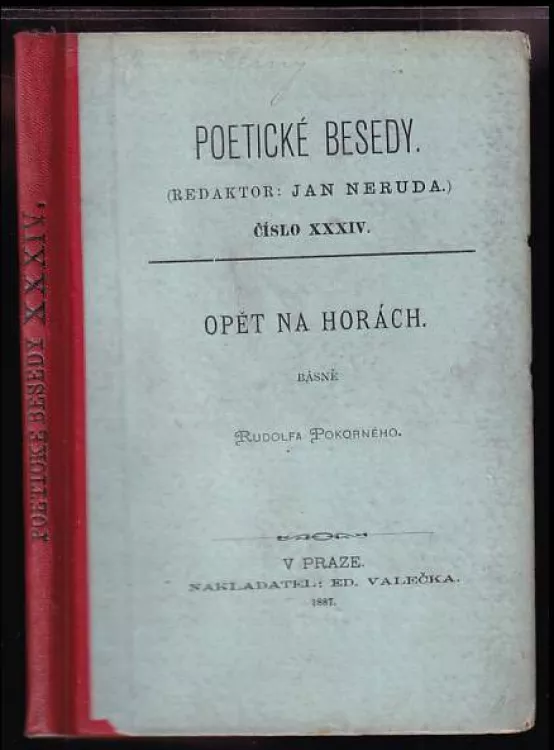 POETICKÉ BESEDY XXXIV.
POETICKÉ BESEDY.
(REDAKTOR: JAN NERUDA.)
ČÍSLO XXXIV.
OPĚT NA HORÁCH.
BÁSNĚ
RUDOLFA POKORNÉHO.
V PRAZE.
NAKLADATEL: ED. VALEČKA.
1887.